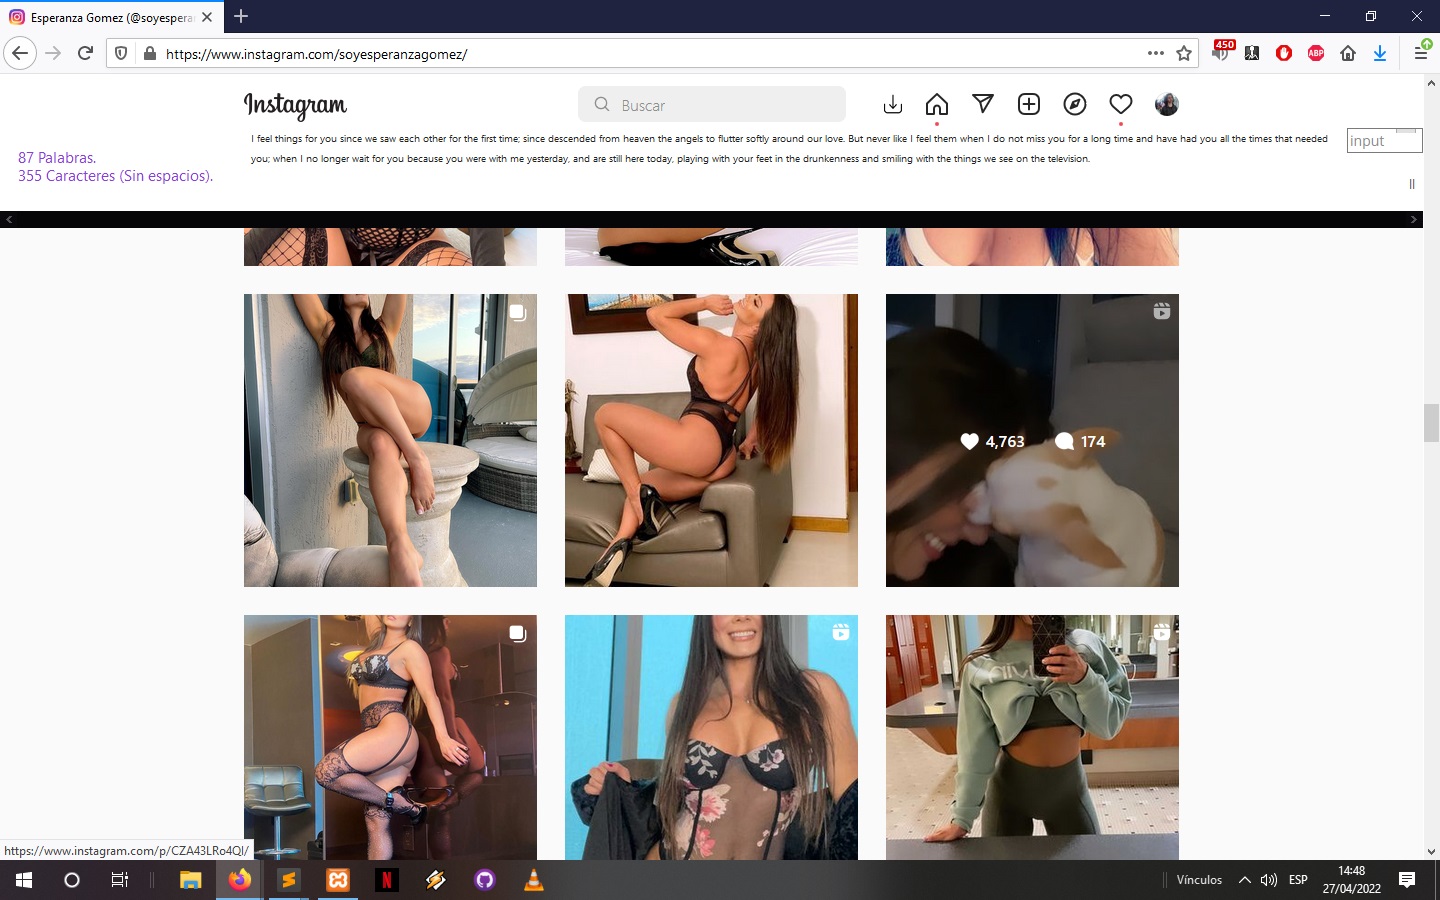 Esperanza Gomez (@soyespera
https://www.instagram.com/soyesperanzagomez/
450
ABP
Instagram
Buscar
I feel things for you since we saw each other for the first time; since descended from heaven the angels to flutter softly around our love. But never like I feel them when I do not miss you for a long time and have had you all the times that needed
you; when I no longer wait for you because you were with me yesterday, and are still here today, playing with your feet in the drunkenness and smiling with the things we see on the television.
87 Palabras.
355 Caracteres (Sin espacios).
input
4,763
174
https://www.instagram.com/p/CZA43LRo4Ql/
N
Vínculos
ESP
14:48
27/04/2022